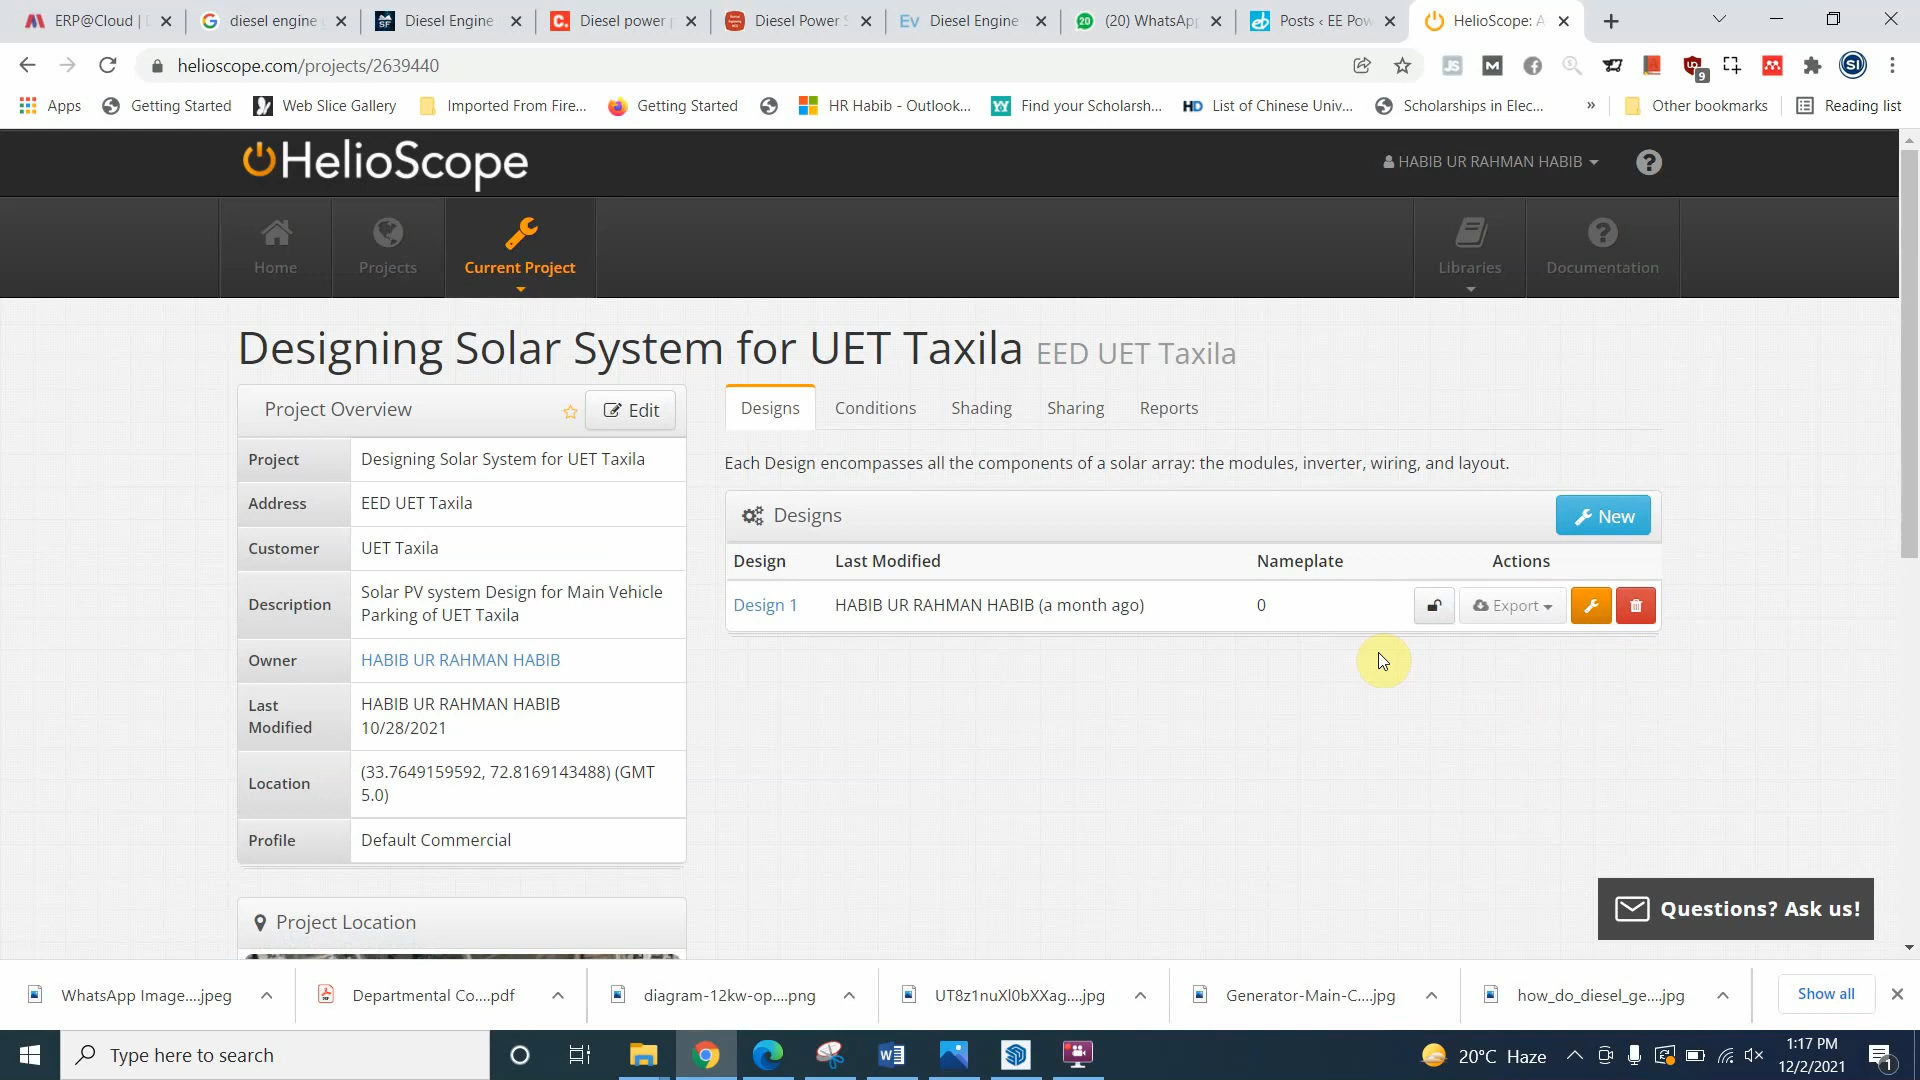 ERP@Cloud |
diesel engine
Diesel Engine
Diesel power p
Diesel Power S
Diesel Engine
(20) WhatsApp
Posts ‹ EE Pow
HelioScope: A
helioscope.com/projects/2639440
Apps
Getting Started
Web Slice Gallery
Imported From Fire...
Getting Started
HR Habib - Outlook...
Find your Scholarsh...
HD List of Chinese Univ...
Scholarships in Elec...
»
Other bookmarks
Reading list
HelioScope
HABIB UR RAHMAN HABIB
Home
Projects
Current Project
Libraries
Documentation
Designing Solar System for UET Taxila EED UET Taxila
Project Overview
Edit
Project Designing Solar System for UET Taxila
Address EED UET Taxila
Customer UET Taxila
Description Solar PV system Design for Main Vehicle
Parking of UET Taxila
Owner HABIB UR RAHMAN HABIB
Last Modified HABIB UR RAHMAN HABIB
10/28/2021
Location (33.7649159592, 72.8169143488) (GMT
5.0)
Profile Default Commercial
Project Location
Designs Conditions Shading Sharing Reports
Each Design encompasses all the components of a solar array: the modules, inverter, wiring, and layout.
Designs
New
Design Last Modified Nameplate Actions
Design 1 HABIB UR RAHMAN HABIB (a month ago) 0 Export
Questions? Ask us!
WhatsApp Image....jpeg
Departmental Co....pdf
diagram-12kw-op....png
UT8z1nuXl0bXXag....jpg
Generator-Main-C....jpg
how_do_diesel_ge....jpg
Show all
Type here to search
20°C Haze
1:17 PM
12/2/2021
1